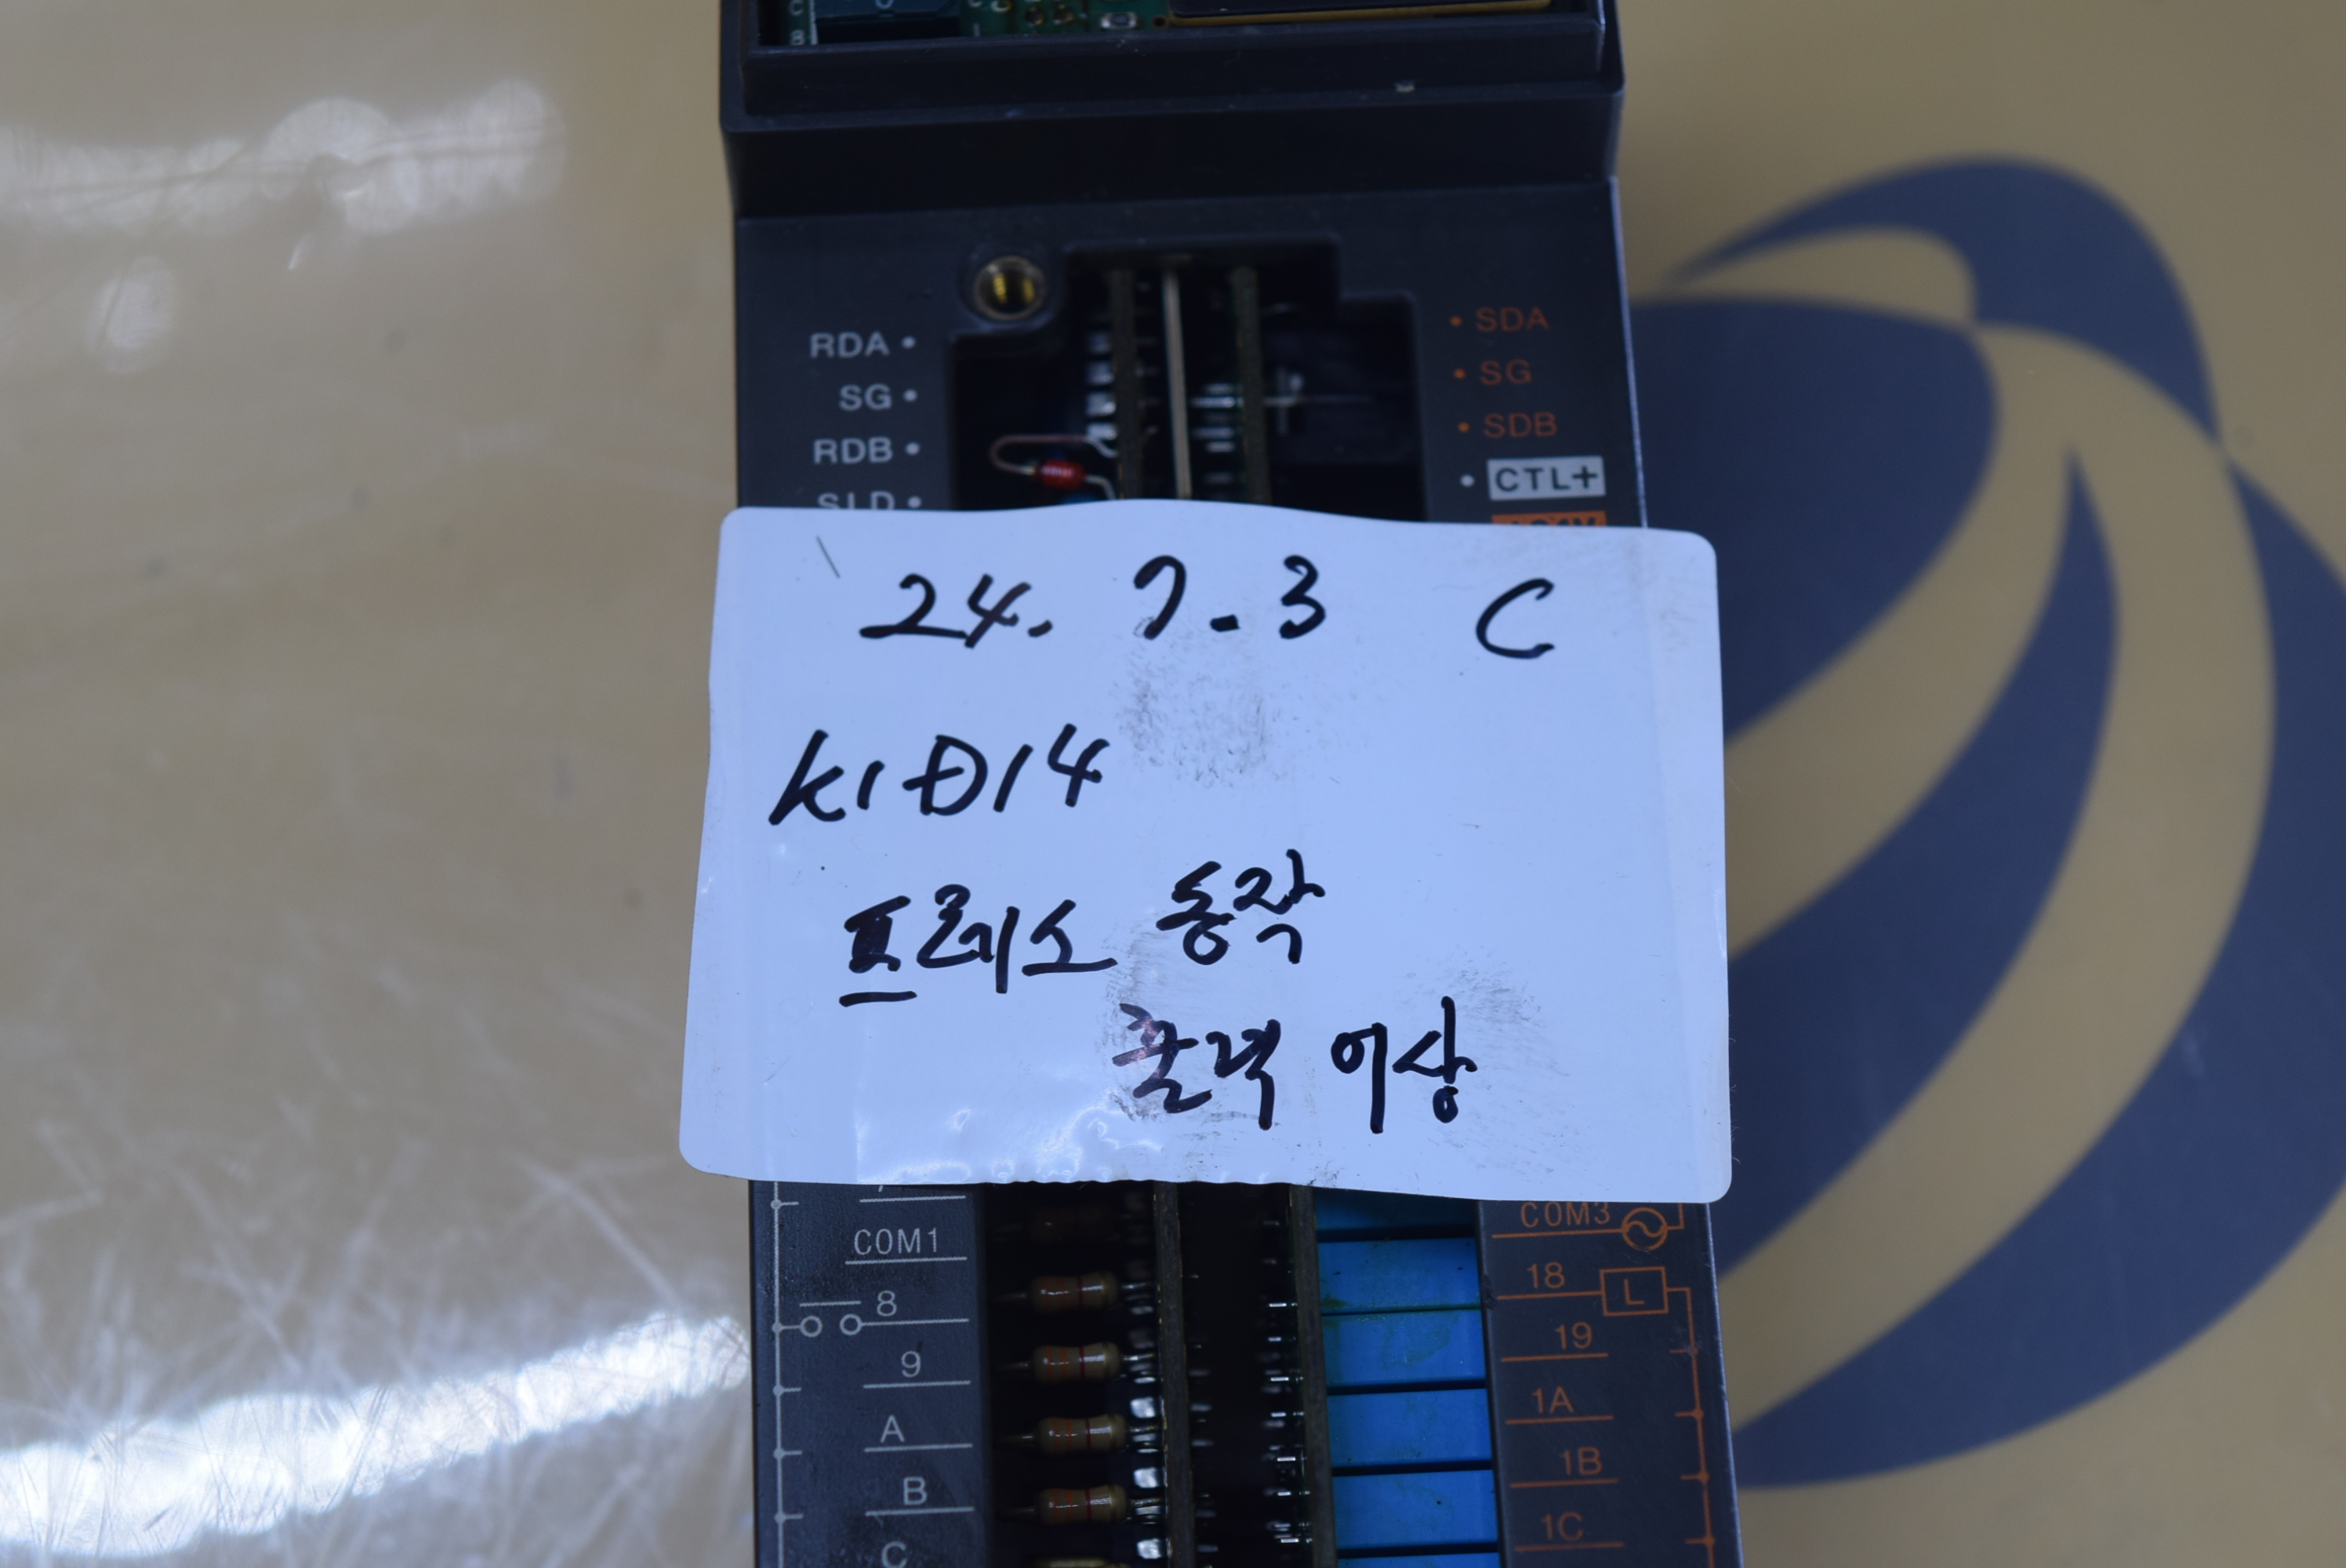 RDA
SG
RDB
SLD
SDA
SG
SDB
CTL+
24. 7. 3 C
K1D14
프레스 동작
출력 이상
COM1
8
9
A
B
C
COM3
18 L
19
1A
1B
1C